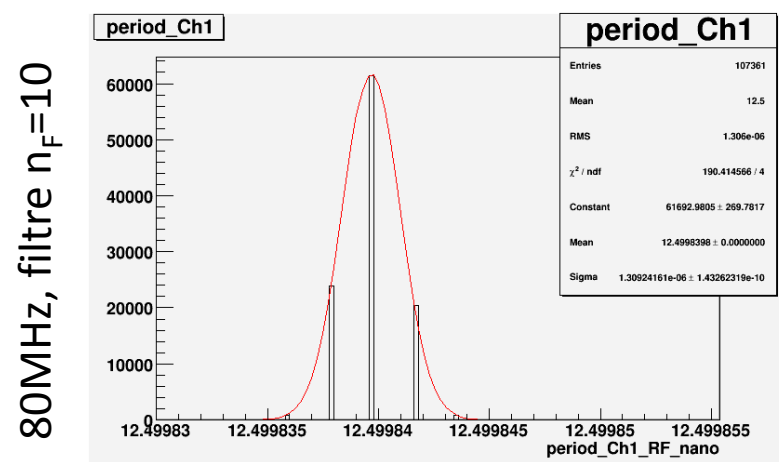 80MHz, filtre nF=10
period_Ch1
period_Ch1
Entries 107361
Mean 12.5
RMS 1.306e-06
χ² / ndf 190.414566 / 4
Constant 61692.9805 ± 269.7817
Mean 12.4998398 ± 0.0000000
Sigma 1.30924161e-06 ± 1.43262319e-10
60000
50000
40000
30000
20000
10000
0
12.49983 12.499835 12.49984 12.499845 12.49985 12.499855
period_Ch1_RF_nano